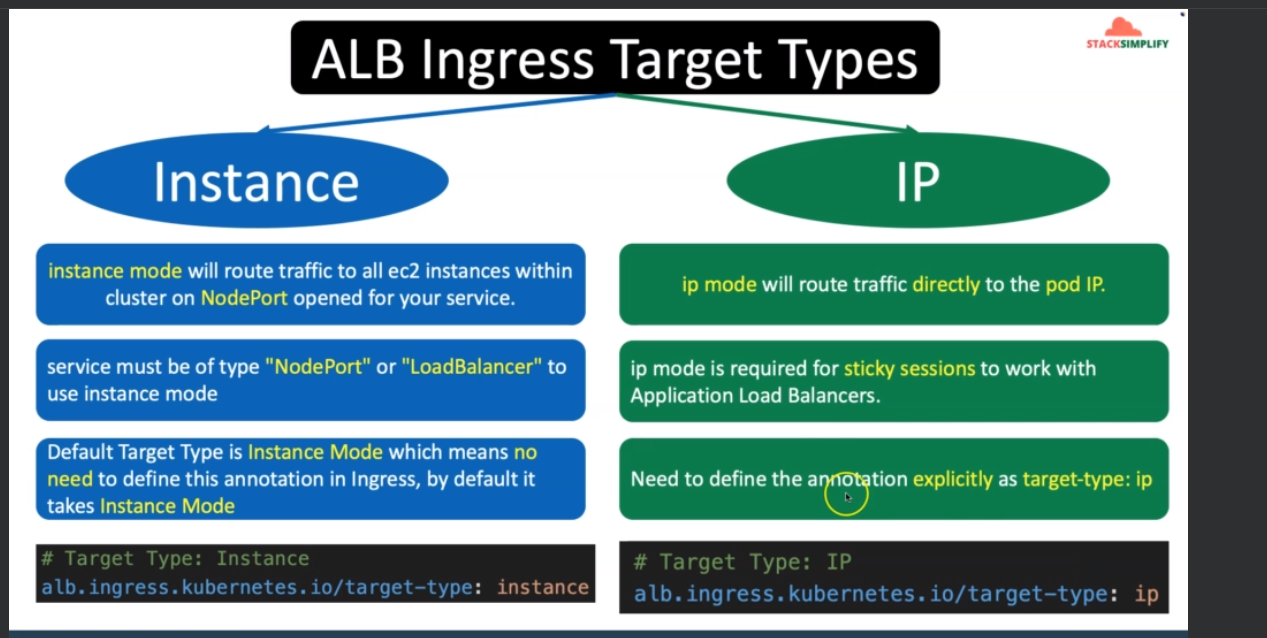 ALB Ingress Target Types
STACKSIMPLIFY
Instance
instance mode will route traffic to all ec2 instances within
cluster on NodePort opened for your service.
service must be of type "NodePort" or "LoadBalancer" to
use instance mode
Default Target Type is Instance Mode which means no
need to define this annotation in Ingress, by default it
takes Instance Mode
# Target Type: Instance
alb.ingress.kubernetes.io/target-type: instance
IP
ip mode will route traffic directly to the pod IP.
ip mode is required for sticky sessions to work with
Application Load Balancers.
Need to define the annotation explicitly as target-type: ip
# Target Type: IP
alb.ingress.kubernetes.io/target-type: ip